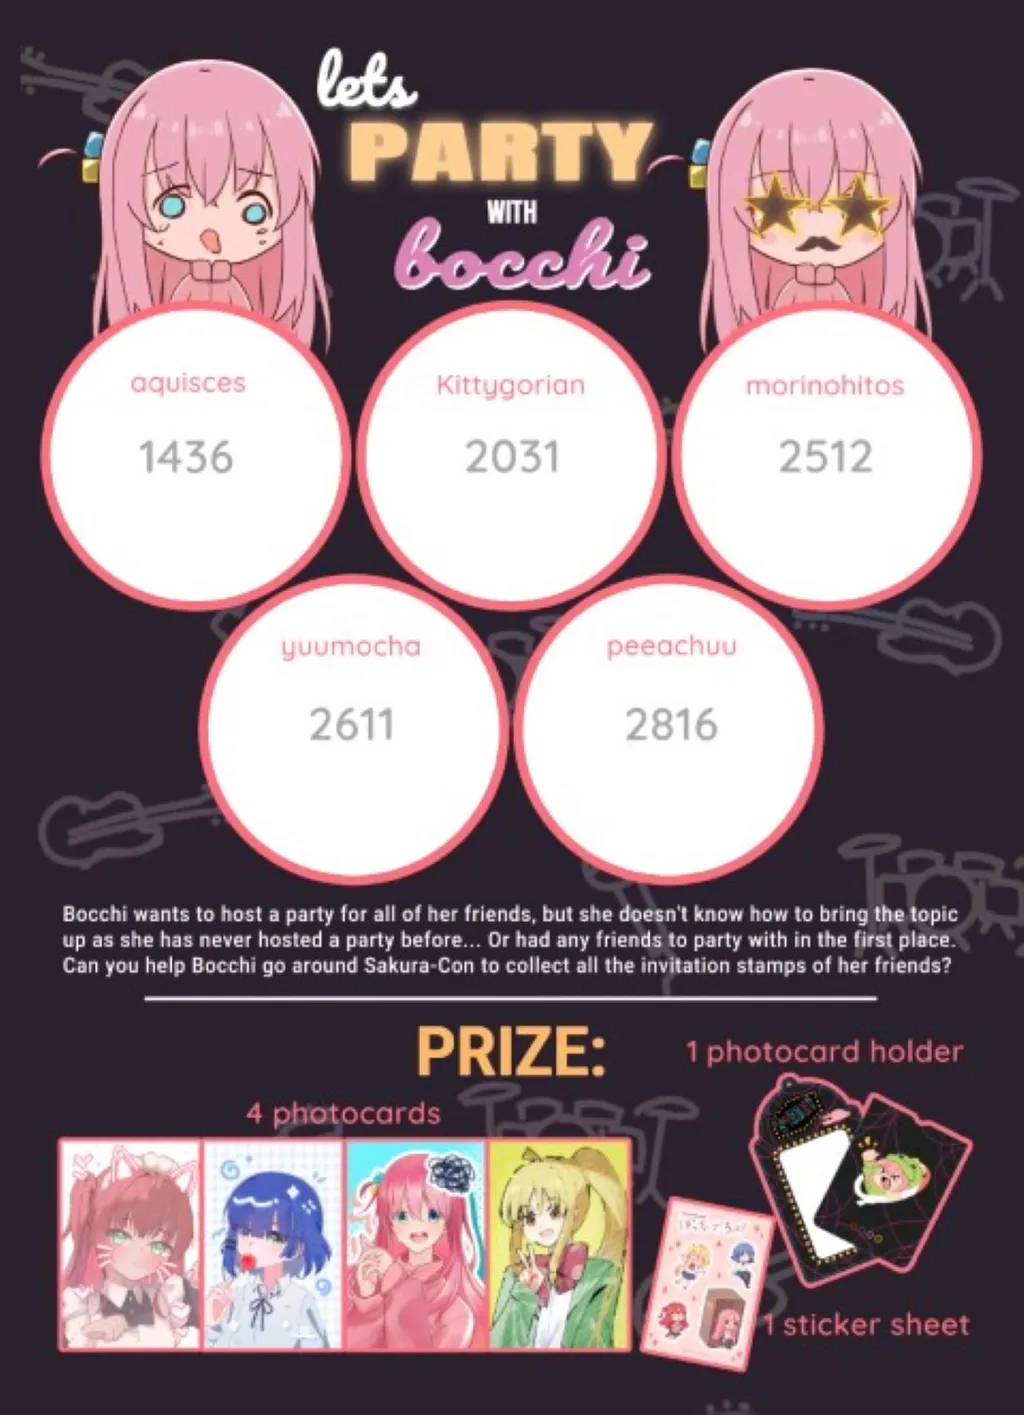 lets
PARTY
WITH
bocchi
aquisces
1436
Kittygorian
2031
morinohitos
2512
yuumocha
2611
peeachuu
2816
Bocchi wants to host a party for all of her friends, but she doesn't know how to bring the topic
up as she has never hosted a party before... Or had any friends to party with in the first place.
Can you help Bocchi go around Sakura-Con to collect all the invitation stamps of her friends?
PRIZE:
1 photocard holder
4 photocards
1 sticker sheet